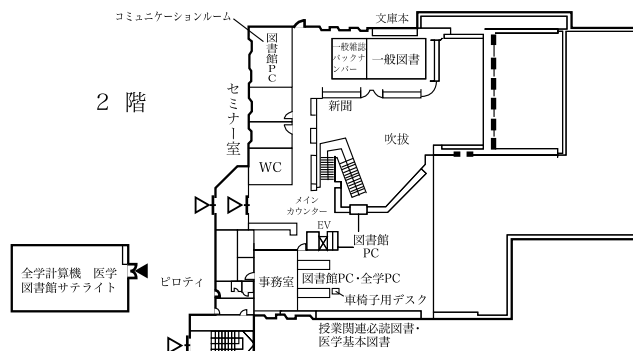 コミュニケーションルーム
文庫本
図書館PC
一般雑誌
バックナ
ンバー
一般図書
2 階
セミナー室
新聞
吹抜
WC
メイン
カウンター
EV
図書館
PC
全学計算機 医学
図書館サテライト
ピロティ
事務室
図書館PC・全学PC
車椅子用デスク
授業関連必読図書・
医学基本図書